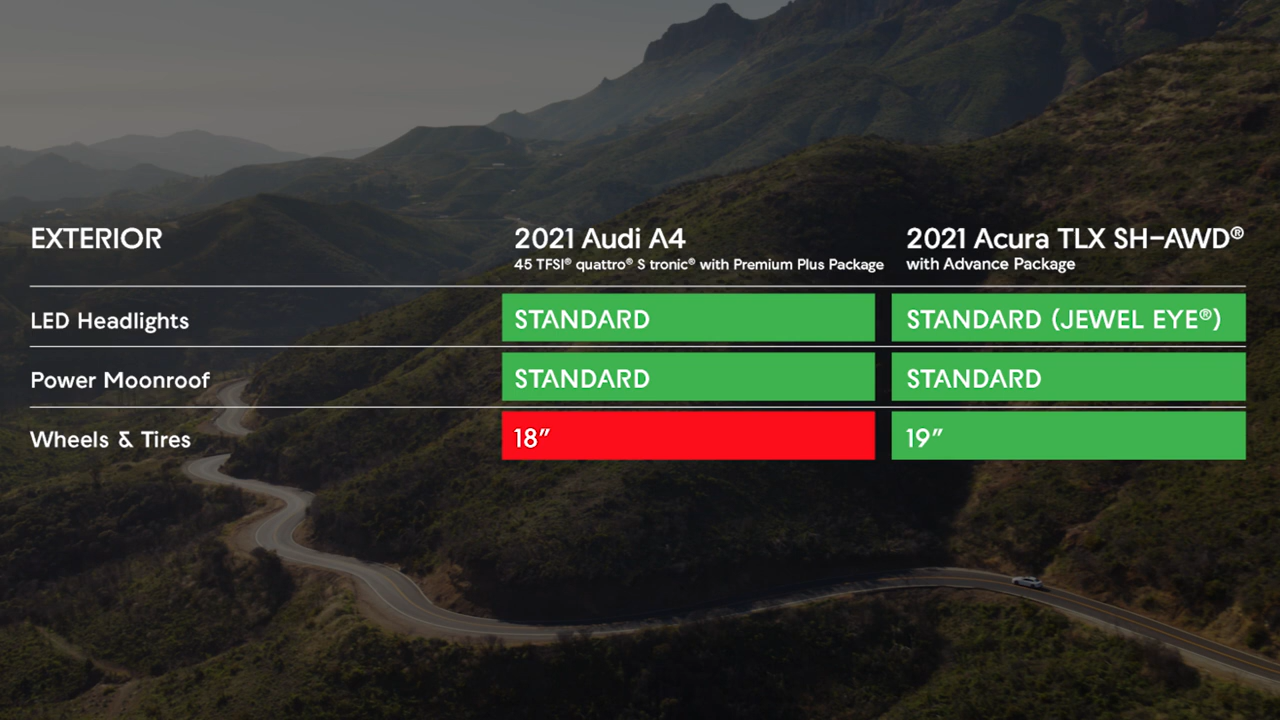 EXTERIOR 2021 Audi A4 2021 Acura TLX SH-AWD®
45 TFSI® quattro® S tronic® with Premium Plus Package with Advance Package
LED Headlights STANDARD STANDARD (JEWEL EYE®)
Power Moonroof STANDARD STANDARD
Wheels & Tires 18" 19"